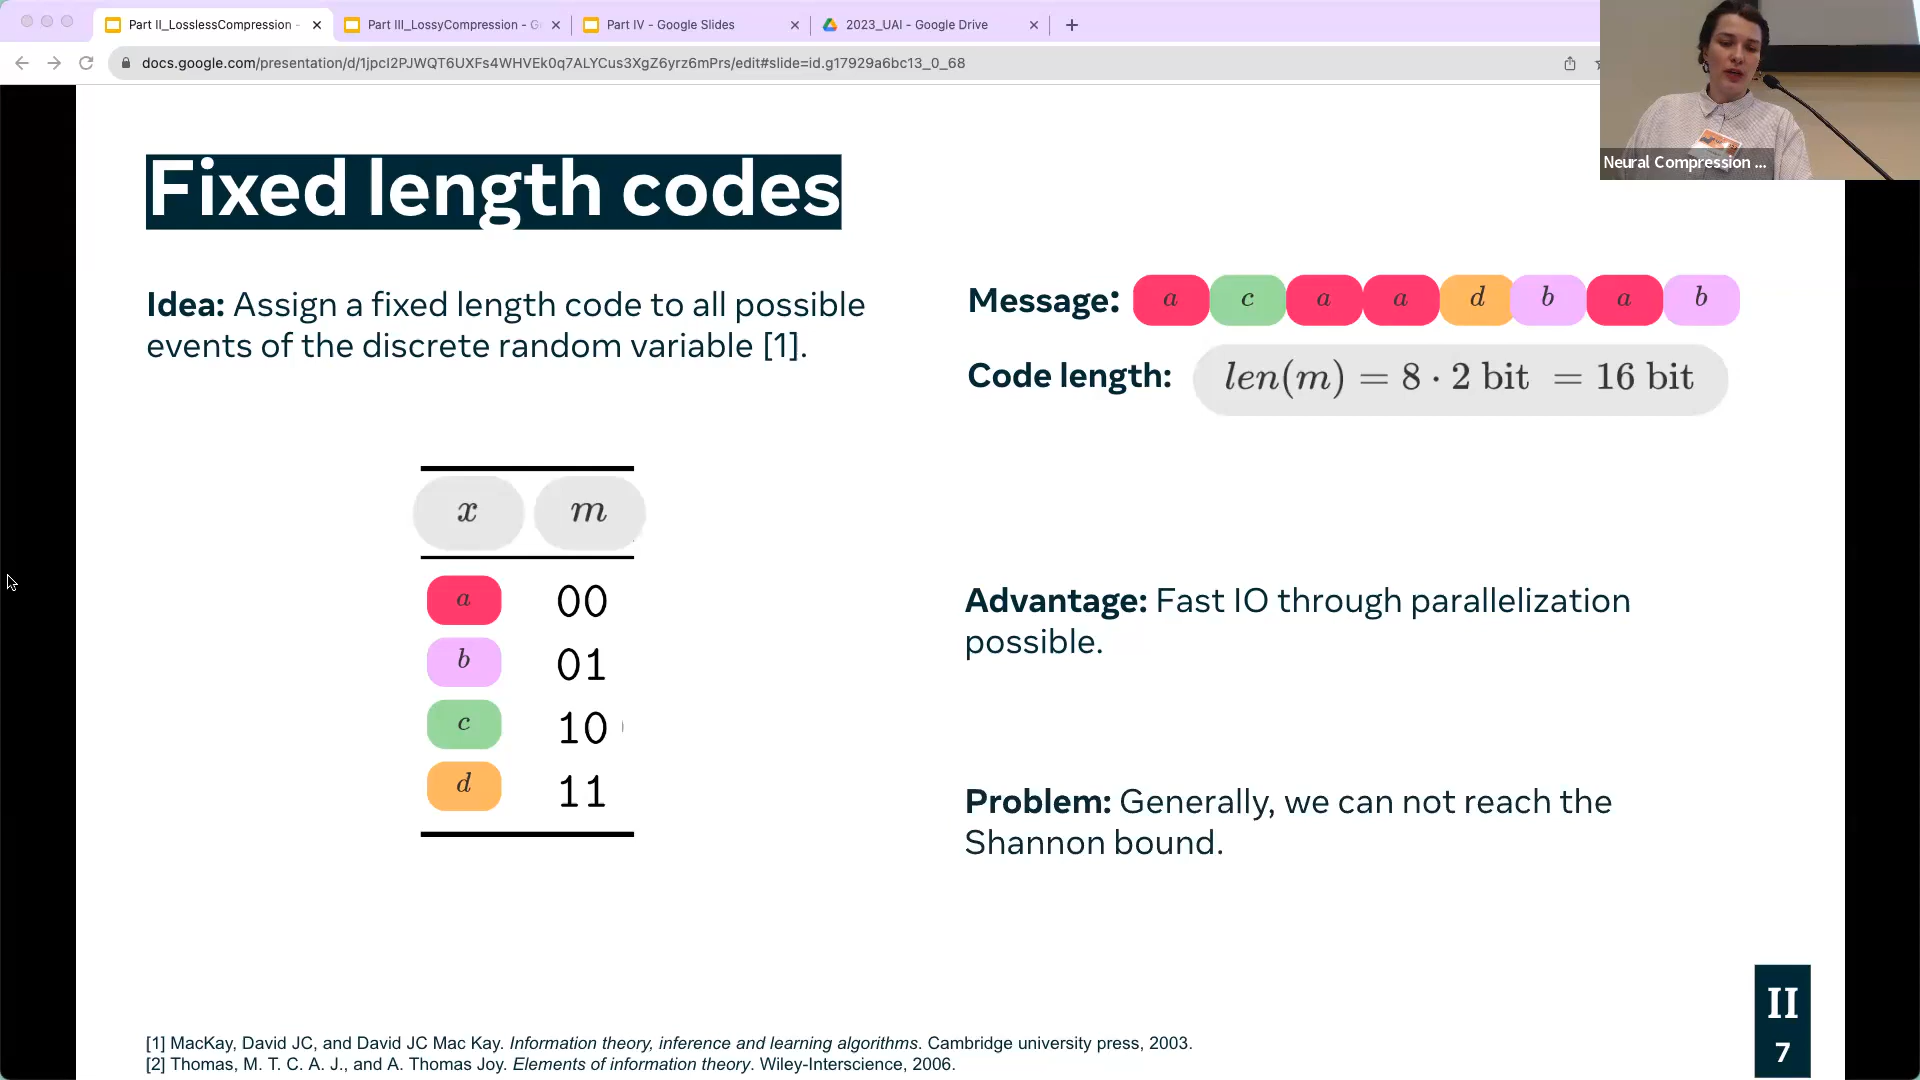 Part II_LosslessCompression -
Part III_LossyCompression - G
Part IV - Google Slides
2023_UAI - Google Drive
docs.google.com/presentation/d/1jpcI2PJWQT6UXFs4WHVEk0q7ALYCus3XgZ6yrz6mPrs/edit#slide=id.g17929a6bc13_0_68
Neural Compression ...
Fixed length codes
Idea: Assign a fixed length code to all possible
events of the discrete random variable [1].
Message: a c a a d b a b
Code length: len(m) = 8 · 2 bit = 16 bit
x m
a 00
b 01
c 10
d 11
Advantage: Fast IO through parallelization
possible.
Problem: Generally, we can not reach the
Shannon bound.
[1] MacKay, David JC, and David JC Mac Kay. Information theory, inference and learning algorithms. Cambridge university press, 2003.
[2] Thomas, M. T. C. A. J., and A. Thomas Joy. Elements of information theory. Wiley-Interscience, 2006.
II
7